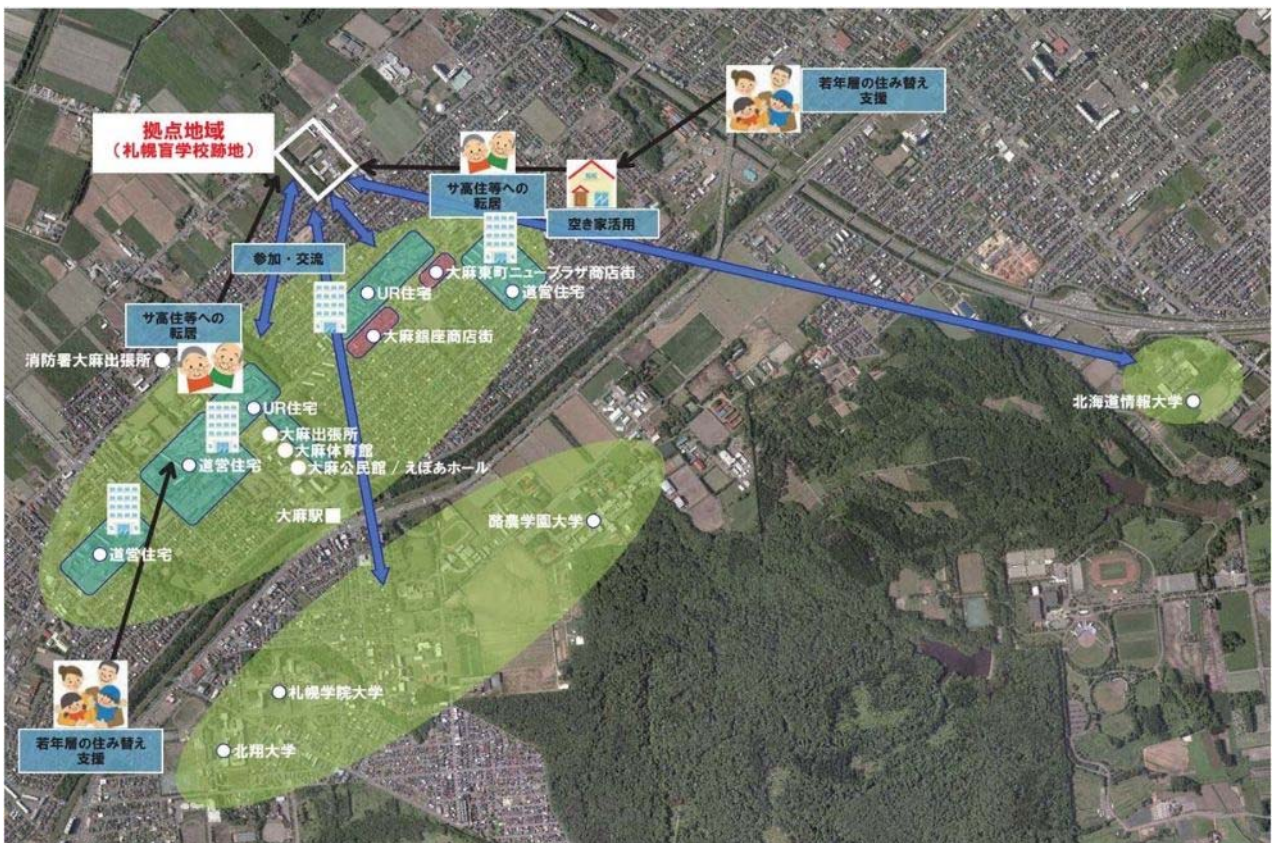 若年層の住み替え
支援
拠点地域
(札幌盲学校跡地)
サ高住等への
転居
空き家活用
参加・交流
大麻東町ニュープラザ商店街
UR住宅
道営住宅
サ高住等への
転居
大麻銀座商店街
消防署大麻出張所
北海道情報大学
UR住宅
大麻出張所
大麻体育館
道営住宅
大麻公民館 / えぽあホール
大麻駅
酪農学園大学
道営住宅
札幌学院大学
若年層の住み替え
支援
北翔大学